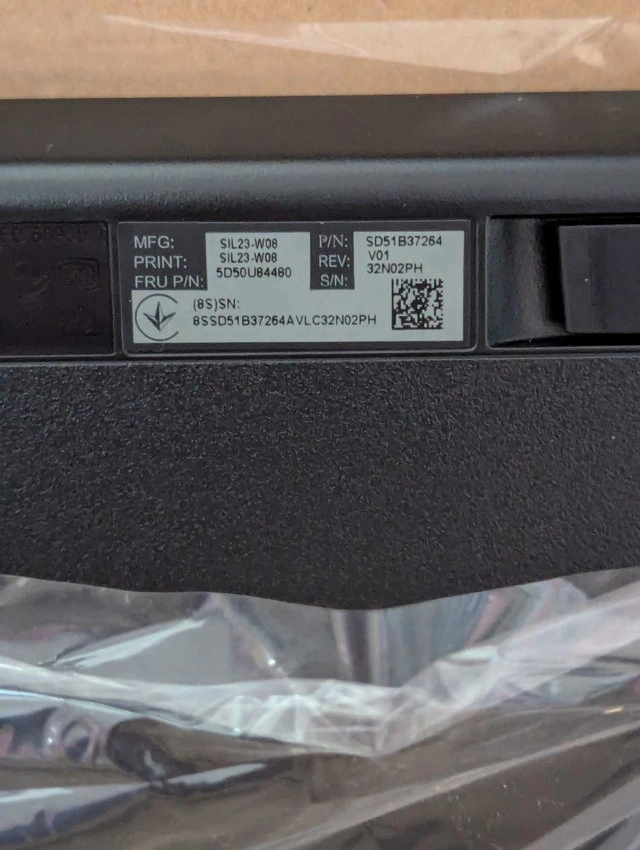 MFG: SIL23-W08 P/N: SD51B37264
PRINT: SIL23-W08 REV: V01
FRU P/N: 5D50U84480 S/N: 32N02PH
(8S)SN:
8SSD51B37264AVLC32N02PH